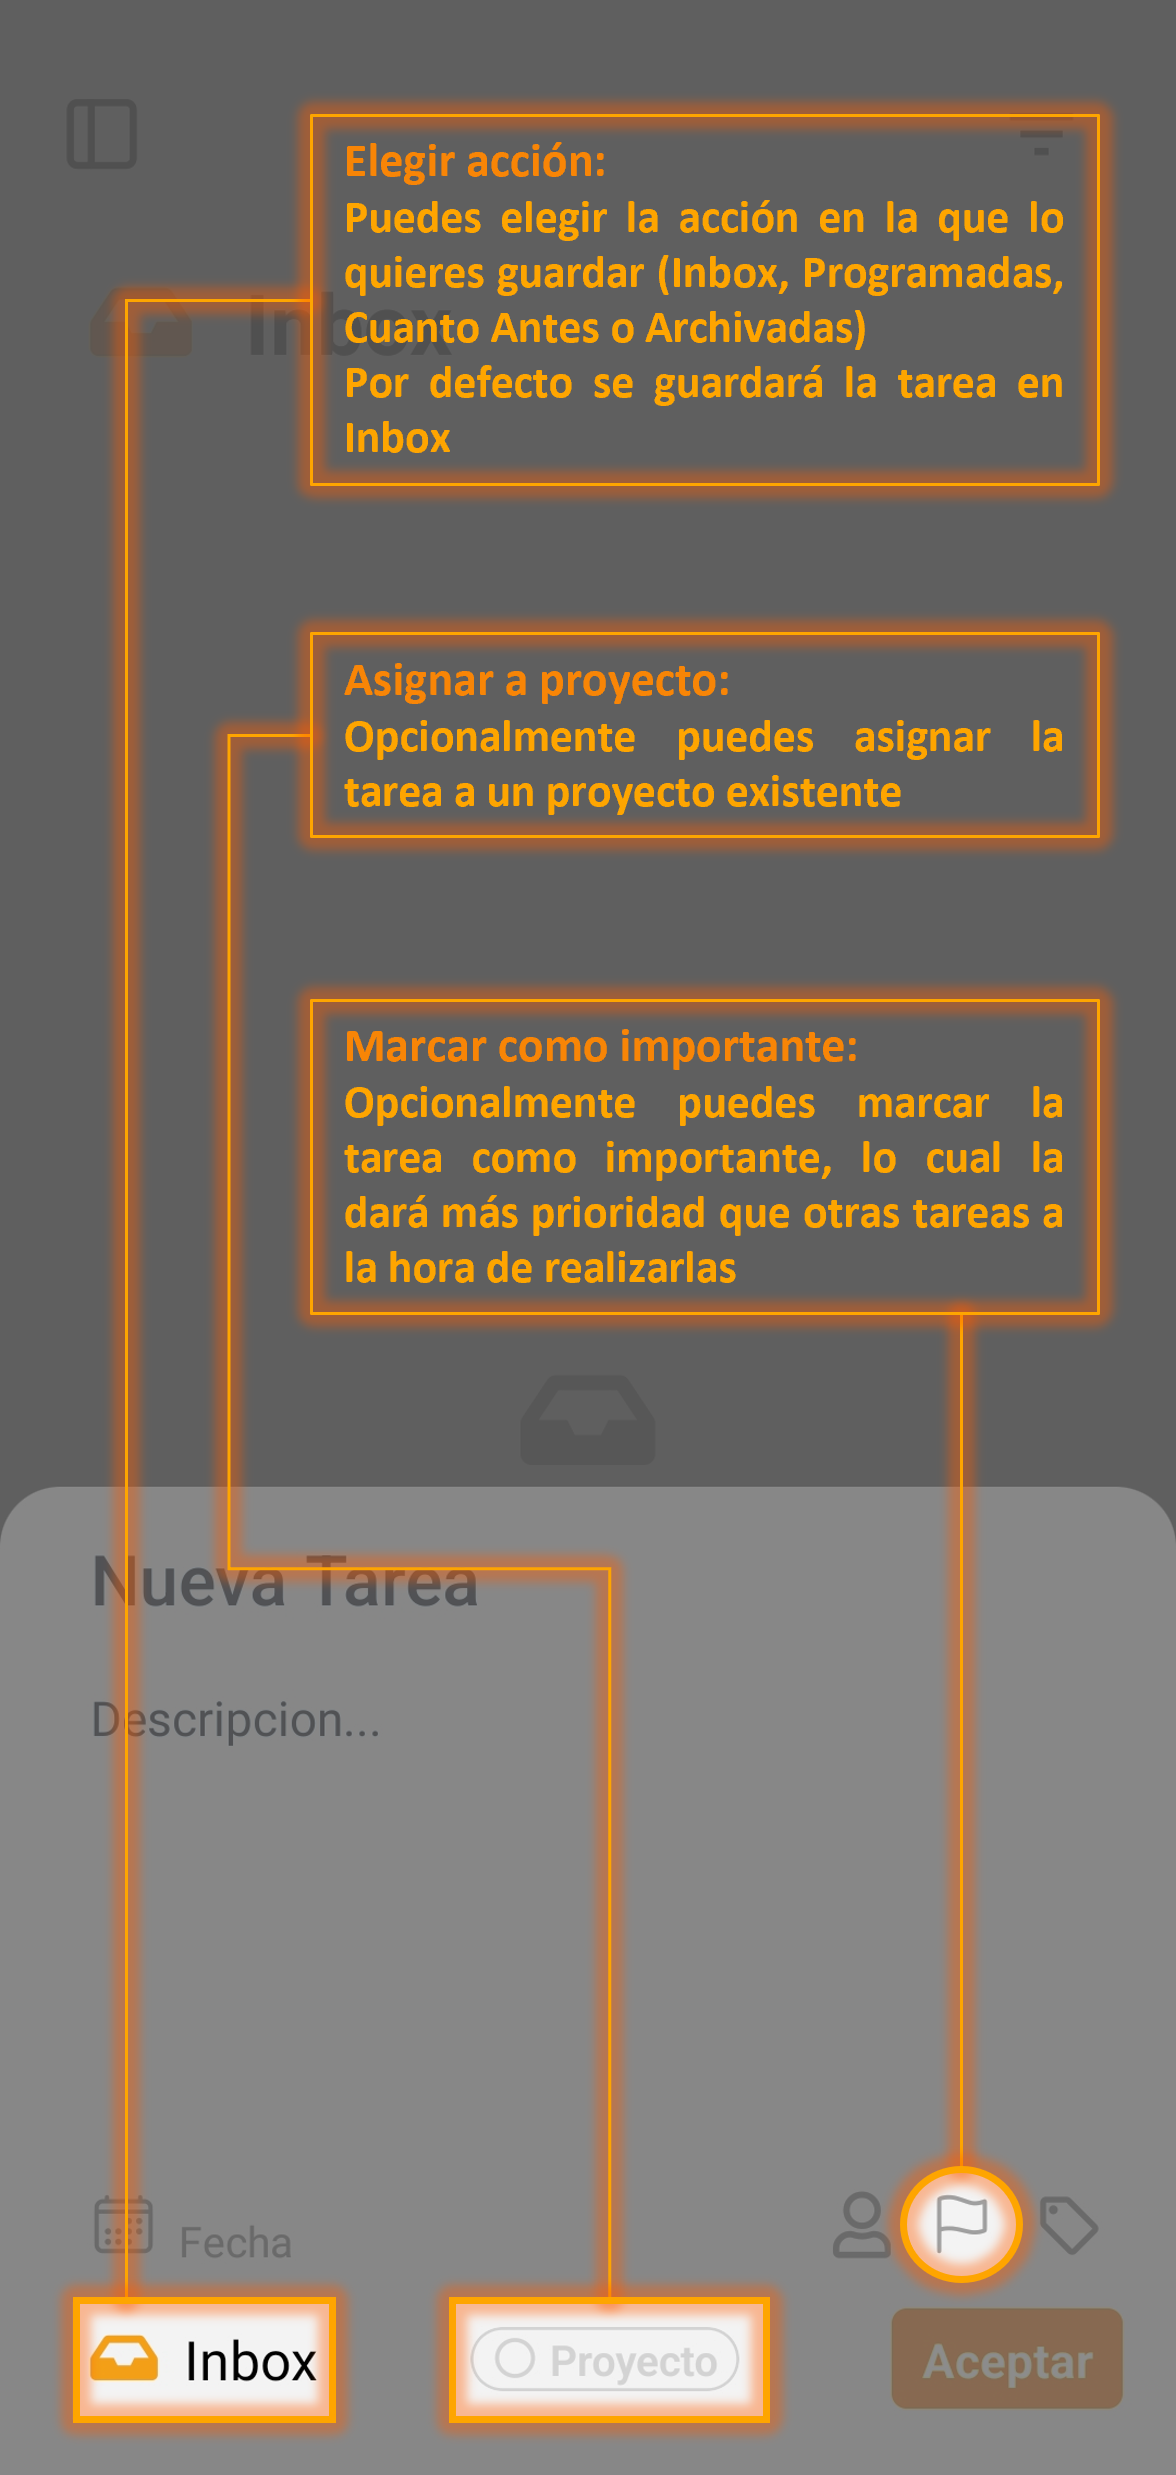 Elegir acción:
Puedes elegir la acción en la que lo
quieres guardar (Inbox, Programadas,
Inbox
Cuanto Antes o Archivadas)
Por defecto se guardará la tarea en
Inbox
Asignar a proyecto:
Opcionalmente puedes asignar la
tarea a un proyecto existente
Marcar como importante:
Opcionalmente puedes marcar la
tarea como importante, lo cual la
dará más prioridad que otras tareas a
la hora de realizarlas
Nueva Tarea
Descripcion...
Fecha
Inbox
Proyecto
Aceptar